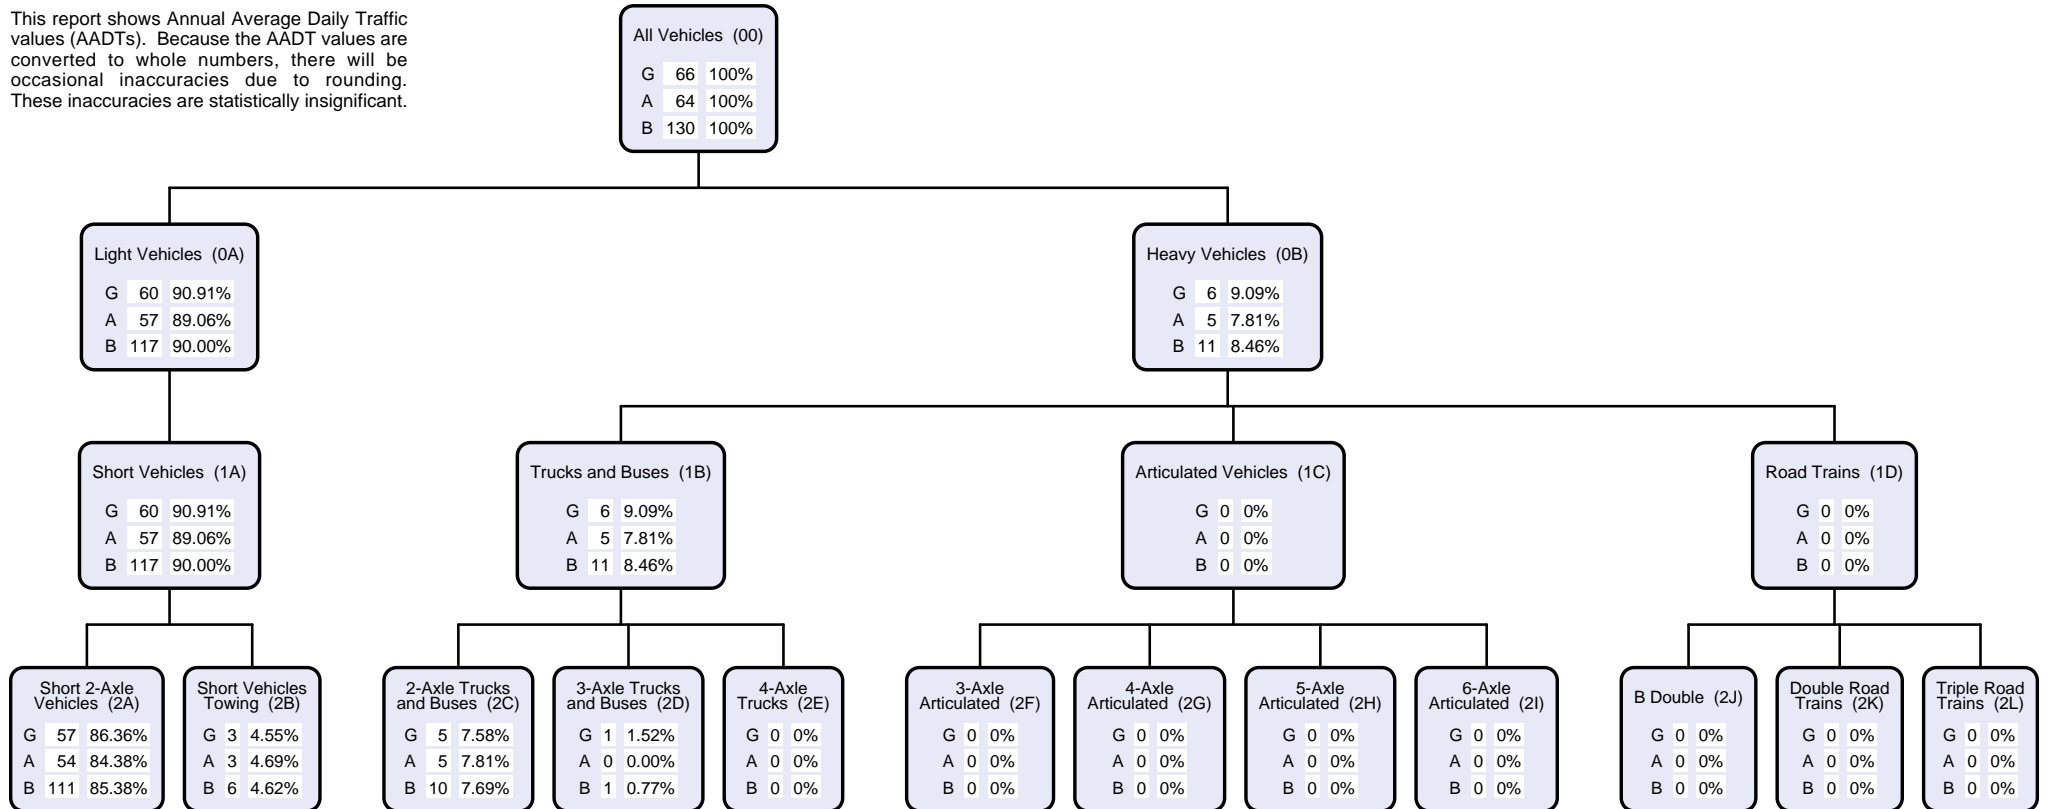 This report shows Annual Average Daily Traffic
values (AADTs). Because the AADT values are
converted to whole numbers, there will be
occasional inaccuracies due to rounding.
These inaccuracies are statistically insignificant.
All Vehicles (00)
G 66 100%
A 64 100%
B 130 100%
Light Vehicles (0A)
G 60 90.91%
A 57 89.06%
B 117 90.00%
Heavy Vehicles (0B)
G 6 9.09%
A 5 7.81%
B 11 8.46%
Short Vehicles (1A)
G 60 90.91%
A 57 89.06%
B 117 90.00%
Trucks and Buses (1B)
G 6 9.09%
A 5 7.81%
B 11 8.46%
Articulated Vehicles (1C)
G 0 0%
A 0 0%
B 0 0%
Road Trains (1D)
G 0 0%
A 0 0%
B 0 0%
Short 2-Axle
Vehicles (2A)
G 57 86.36%
A 54 84.38%
B 111 85.38%
Short Vehicles
Towing (2B)
G 3 4.55%
A 3 4.69%
B 6 4.62%
2-Axle Trucks
and Buses (2C)
G 5 7.58%
A 5 7.81%
B 10 7.69%
3-Axle Trucks
and Buses (2D)
G 1 1.52%
A 0 0.00%
B 1 0.77%
4-Axle
Trucks (2E)
G 0 0%
A 0 0%
B 0 0%
3-Axle
Articulated (2F)
G 0 0%
A 0 0%
B 0 0%
4-Axle
Articulated (2G)
G 0 0%
A 0 0%
B 0 0%
5-Axle
Articulated (2H)
G 0 0%
A 0 0%
B 0 0%
6-Axle
Articulated (2I)
G 0 0%
A 0 0%
B 0 0%
B Double (2J)
G 0 0%
A 0 0%
B 0 0%
Double Road
Trains (2K)
G 0 0%
A 0 0%
B 0 0%
Triple Road
Trains (2L)
G 0 0%
A 0 0%
B 0 0%